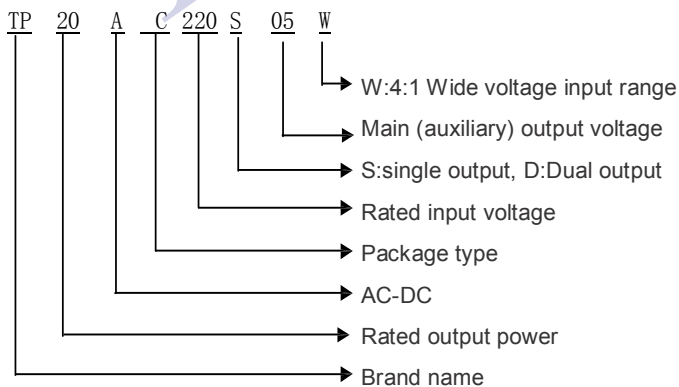 TP 20 A C 220 S 05 W
W:4:1 Wide voltage input range
Main (auxiliary) output voltage
S:single output, D:Dual output
Rated input voltage
Package type
AC-DC
Rated output power
Brand name